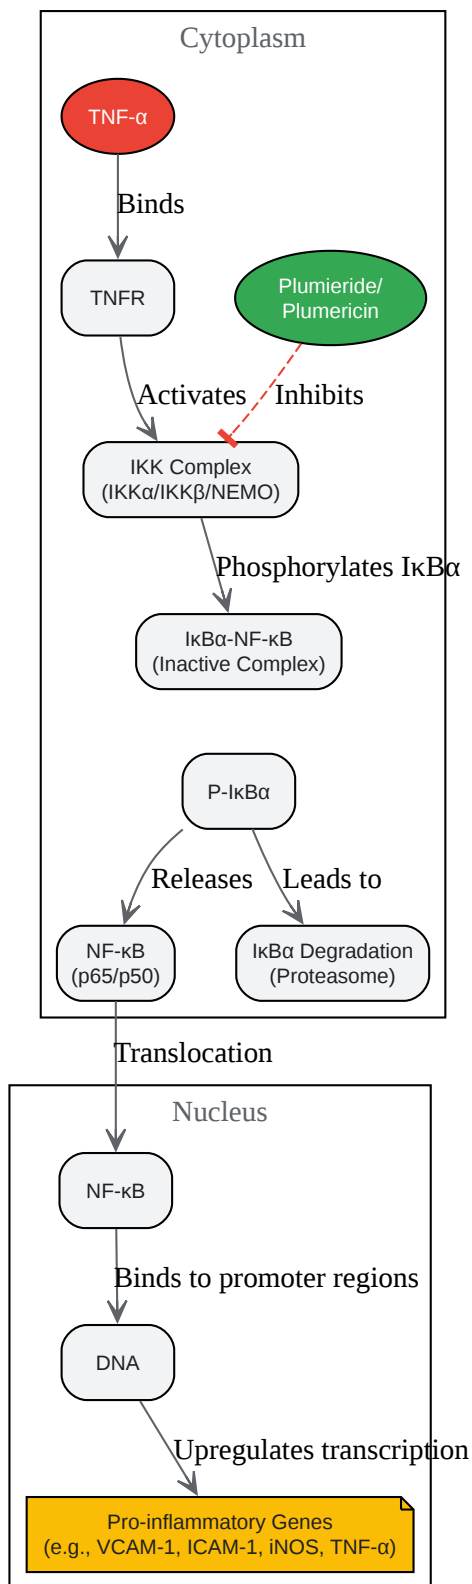 Cytoplasm
TNF-α
Binds
TNFR
Plumieride/
Plumericin
Activates
Inhibits
IKK Complex
(IKKα/IKKβ/NEMO)
Phosphorylates IκBα
IκBα-NF-κB
(Inactive Complex)
P-IκBα
Releases
Leads to
NF-κB
(p65/p50)
IκBα Degradation
(Proteasome)
Translocation
Nucleus
NF-κB
Binds to promoter regions
DNA
Upregulates transcription
Pro-inflammatory Genes
(e.g., VCAM-1, ICAM-1, iNOS, TNF-α)